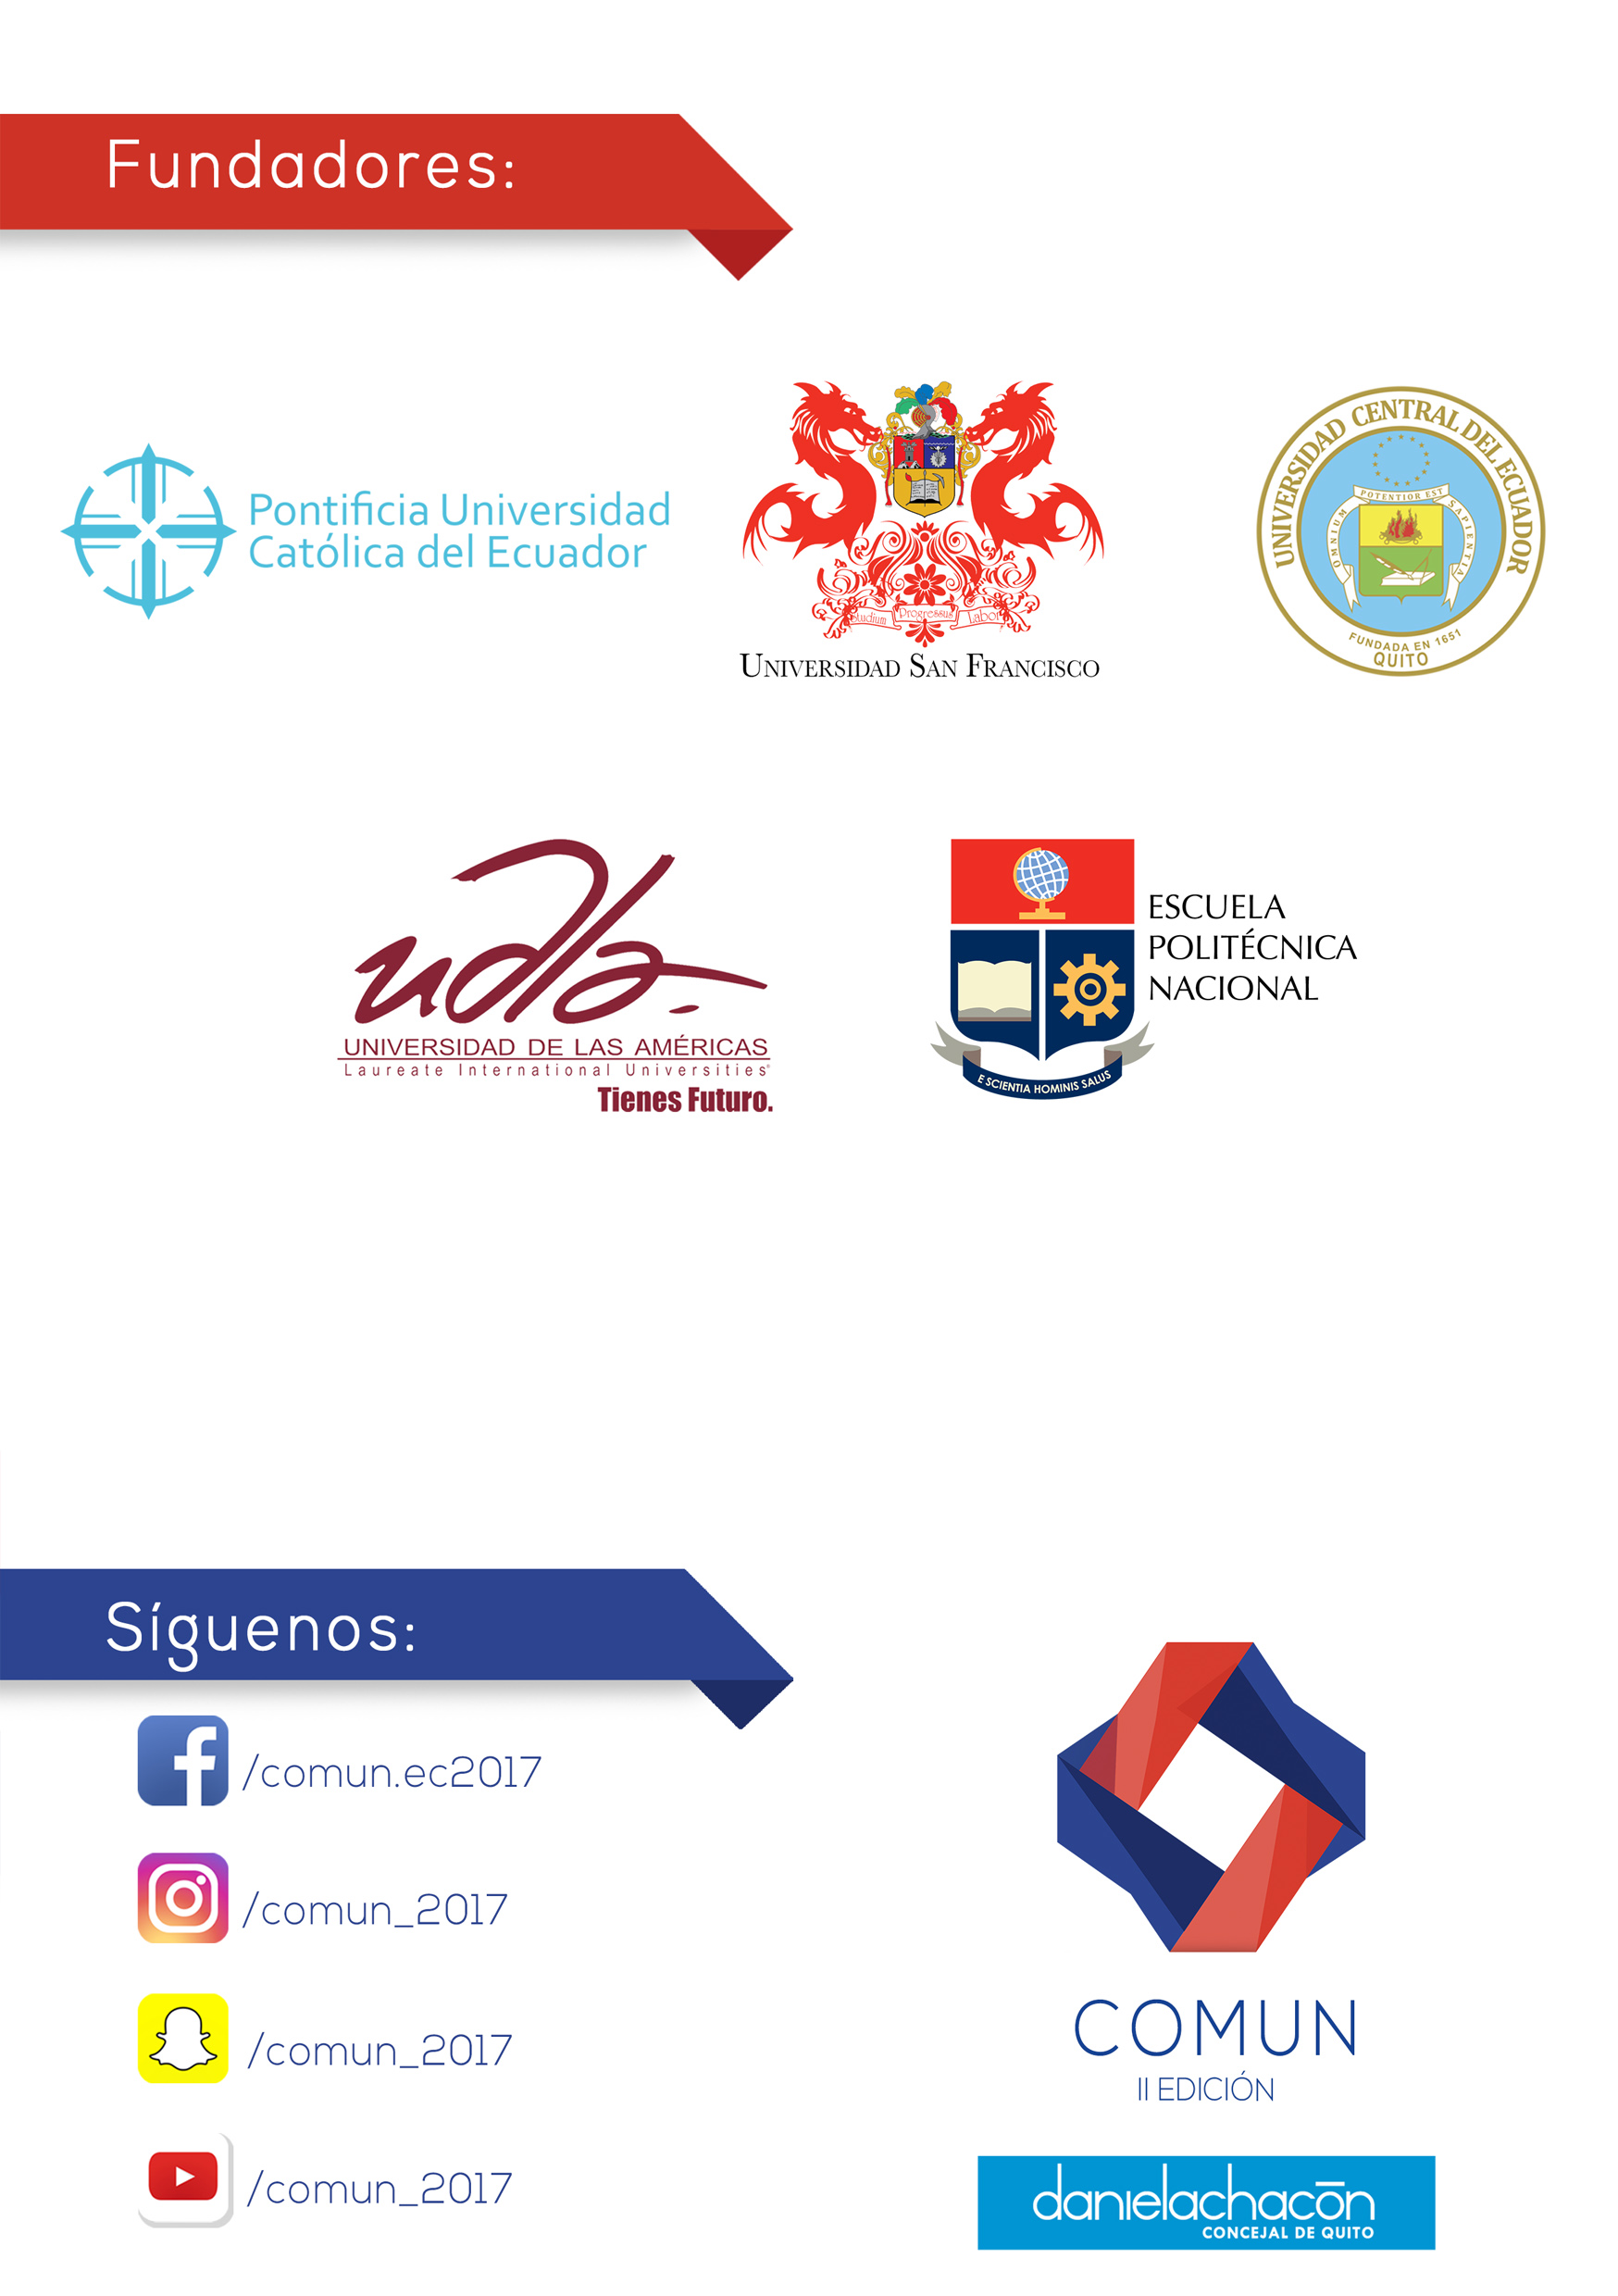 Fundadores:
Pontificia Universidad
Católica del Ecuador
Studium Progressus Labor
UNIVERSIDAD SAN FRANCISCO
UNIVERSIDAD CENTRAL DEL ECUADOR
OMNIUM POTENTIOR EST SAPIENTIA
FUNDADA EN 1651
QUITO
udla.
UNIVERSIDAD DE LAS AMÉRICAS
Laureate International Universities®
Tienes Futuro.
ESCUELA
POLITÉCNICA
NACIONAL
E SCIENTIA HOMINIS SALUS
Síguenos:
/comun.ec2017
/comun_2017
/comun_2017
/comun_2017
COMUN
II EDICIÓN
danielachacōn
CONCEJAL DE QUITO